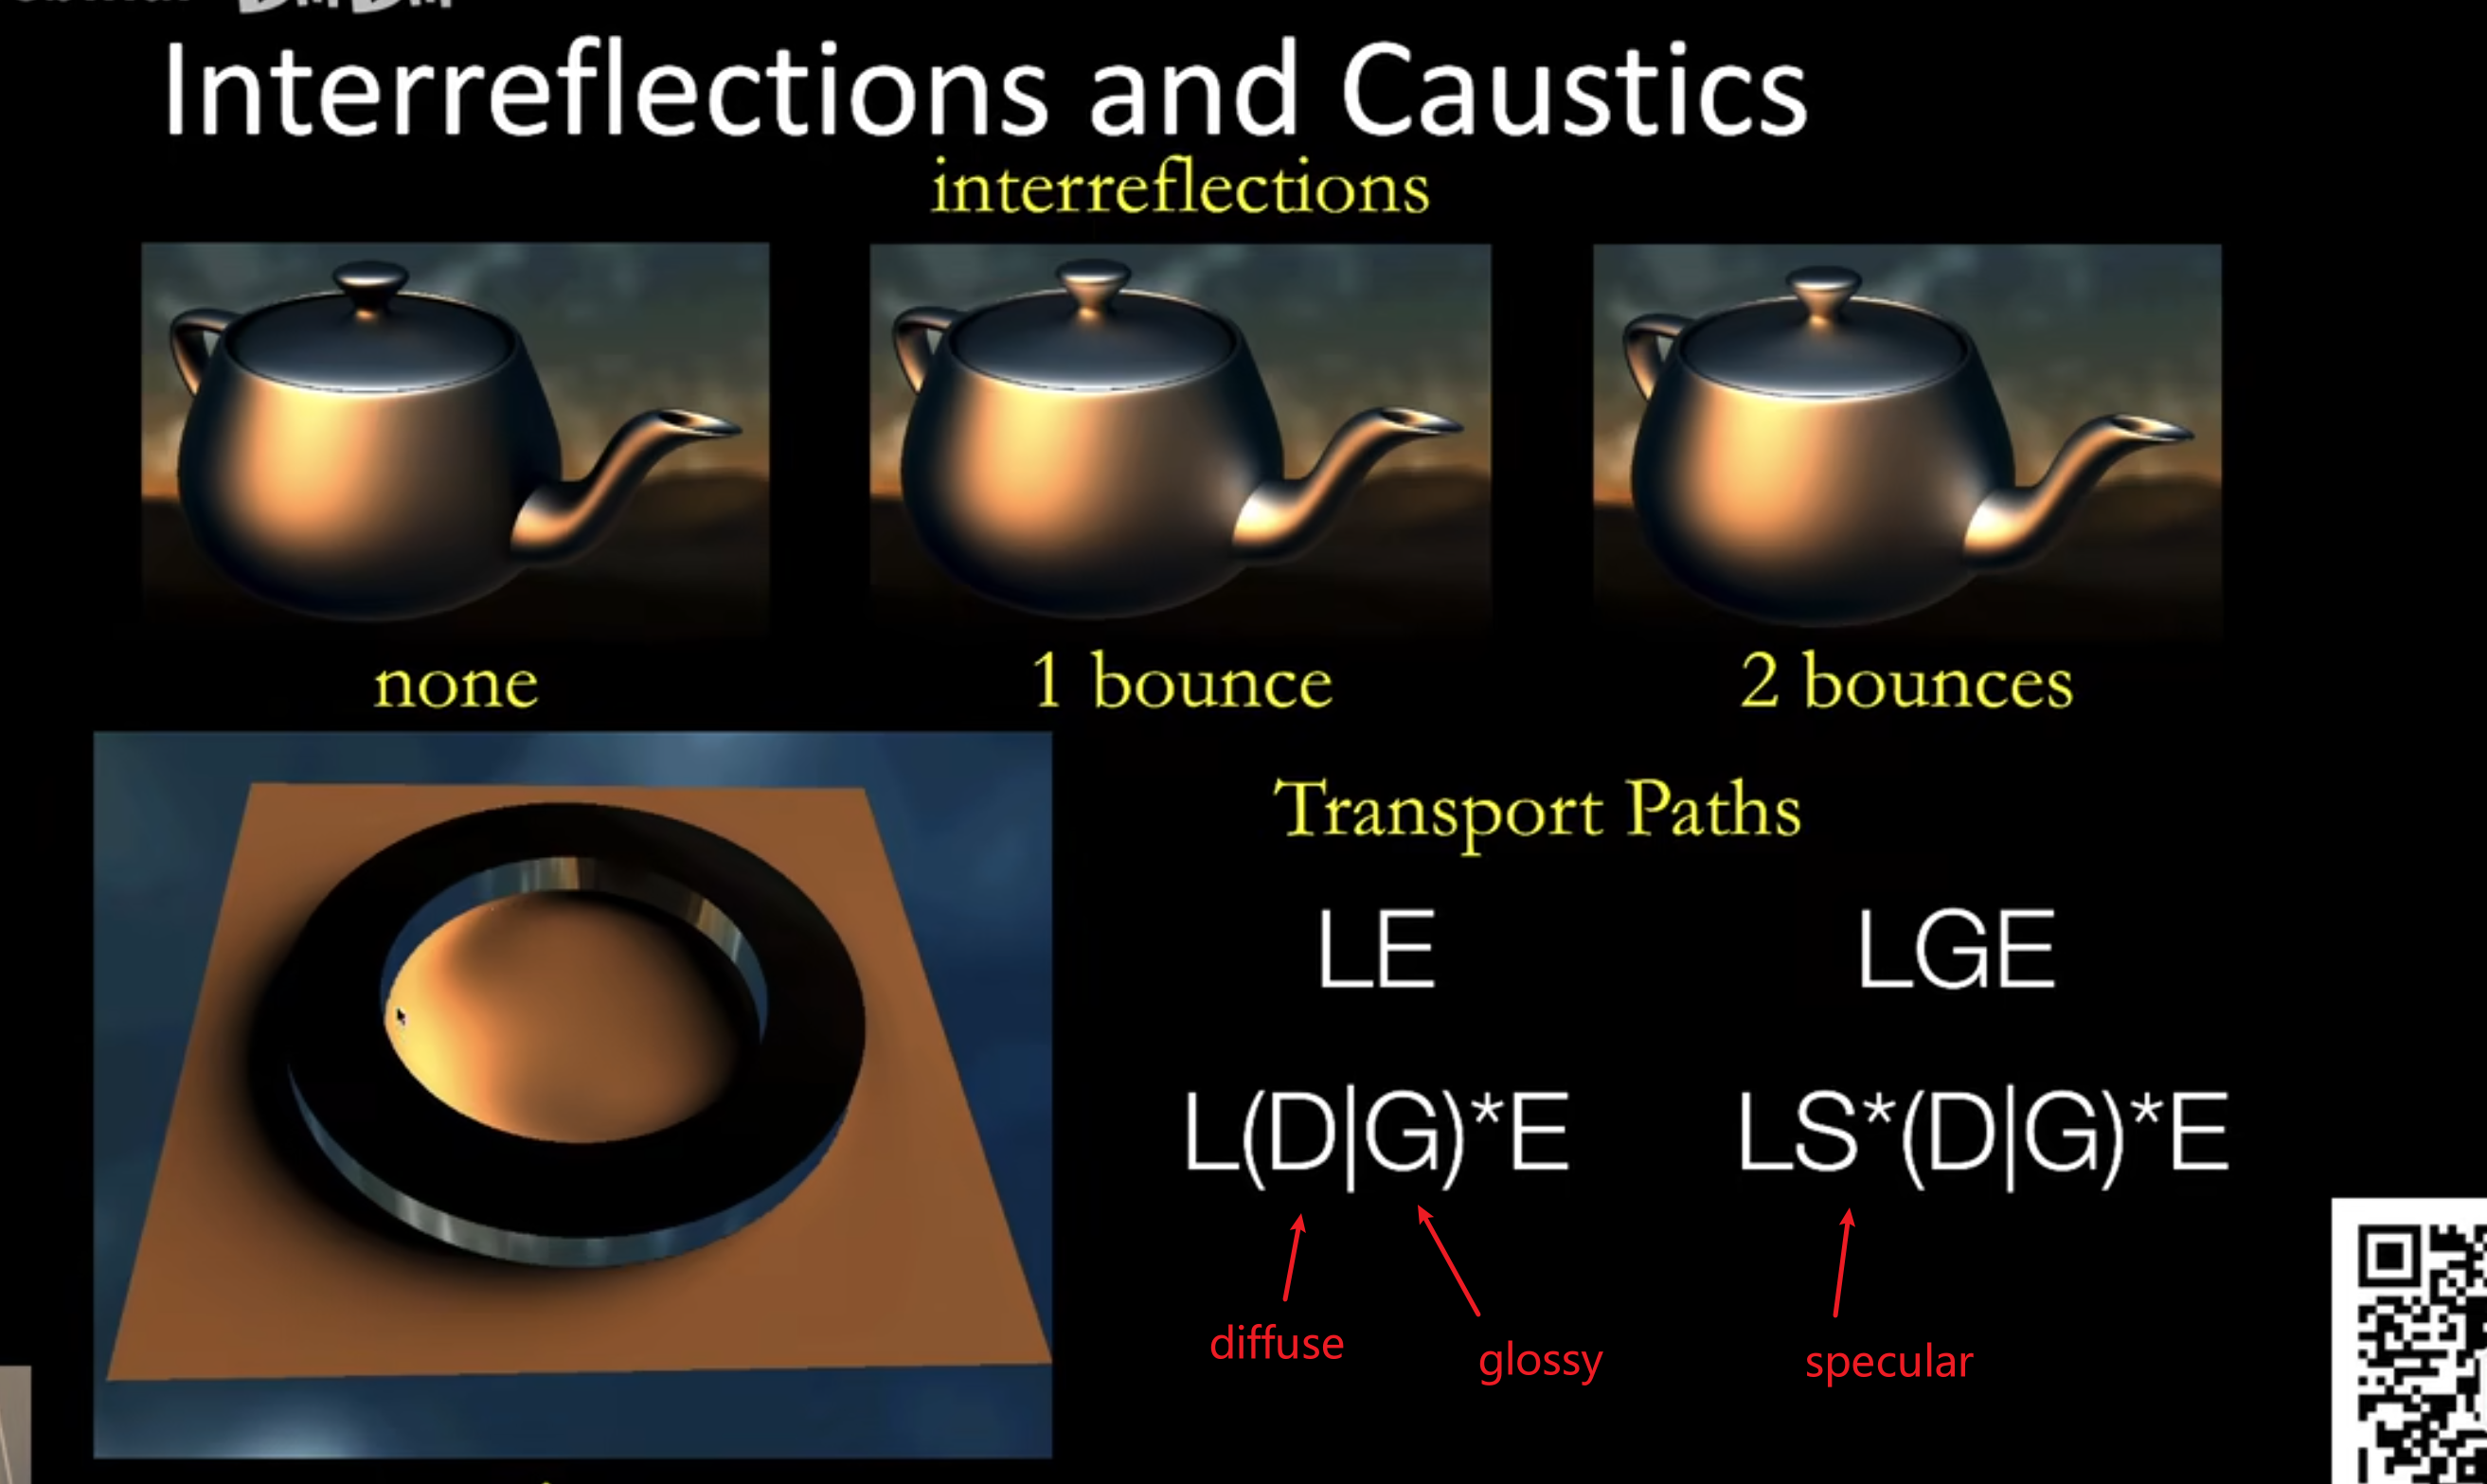 Interreflections and Caustics
interreflections
none
1 bounce
2 bounces
Transport Paths
LE
LGE
L(D|G)*E
LS*(D|G)*E
diffuse
glossy
specular